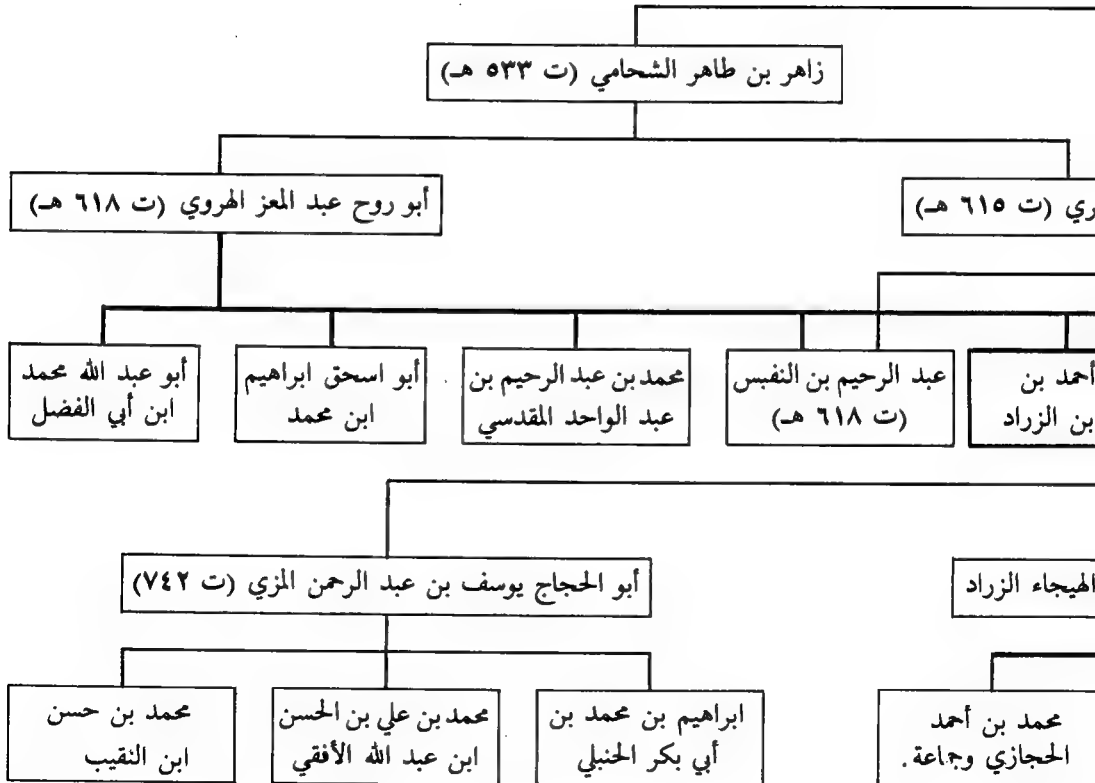 زاهر بن طاهر الشحامي (ت ٥٣٣ هـ)
ري (ت ٦١٥ هـ)
أبو روح عبد المعز الهروي (ت ٦١٨ هـ)
أحمد بن
بن الزراد
عبد الرحيم بن النفبس
(ت ٦١٨ هـ)
محمد بن عبد الرحيم بن
عبد الواحد المقدسي
أبو اسحق ابراهيم
ابن محمد
أبو عبد الله محمد
ابن أبي الفضل
الهيجاء الزراد
أبو الحجاج يوسف بن عبد الرحمن المزي (ت ٧٤٢)
محمد بن أحمد
الحجازي وجماعة.
ابراهيم بن محمد بن
أبي بكر الحنبلي
محمد بن علي بن الحسن
ابن عبد الله الأفقي
محمد بن حسن
ابن النقيب